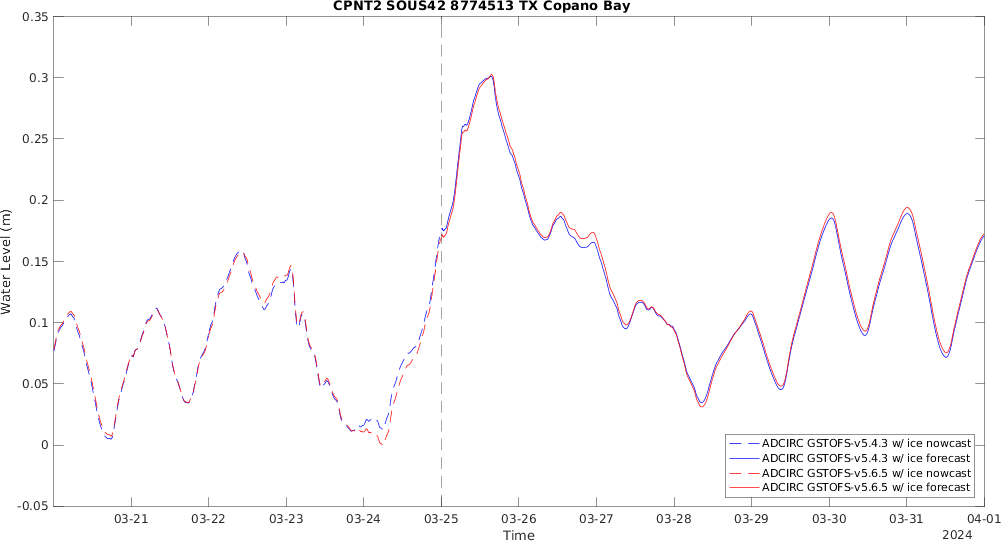 CPNT2 SOUS42 8774513 TX Copano Bay
0.35
0.3
0.25
0.2
0.15
0.1
0.05
0
-0.05
Water Level (m)
03-21 03-22 03-23 03-24 03-25 03-26 03-27 03-28 03-29 03-30 03-31 04-01
Time
2024
ADCIRC GSTOFS-v5.4.3 w/ ice nowcast
ADCIRC GSTOFS-v5.4.3 w/ ice forecast
ADCIRC GSTOFS-v5.6.5 w/ ice nowcast
ADCIRC GSTOFS-v5.6.5 w/ ice forecast